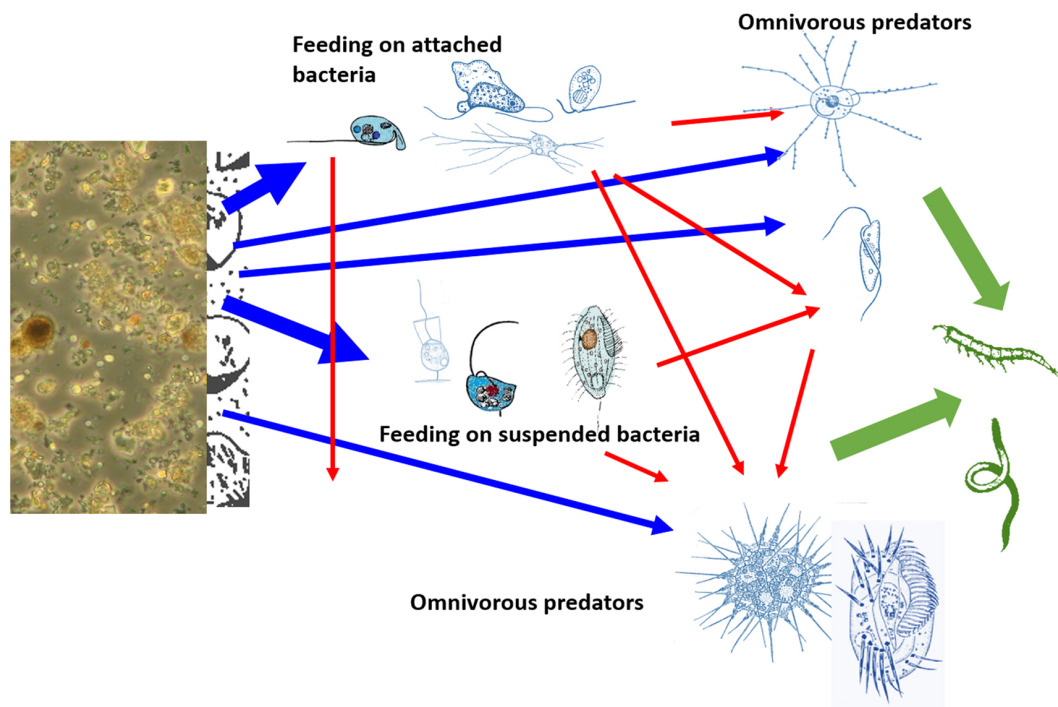 Omnivorous predators
Feeding on attached
bacteria
Feeding on suspended bacteria
Omnivorous predators